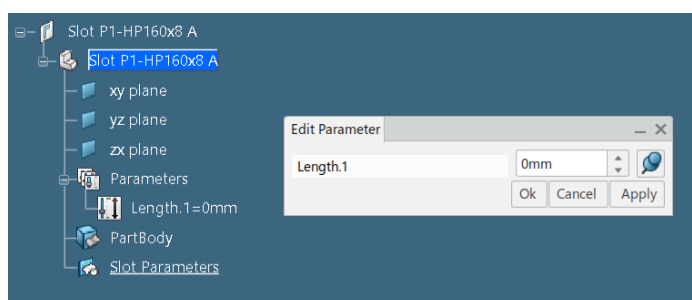 Slot P1-HP160x8 A
Slot P1-HP160x8 A
xy plane
yz plane
zx plane
Parameters
Length.1=0mm
PartBody
Slot Parameters
Edit Parameter
Length.1 0mm
Ok Cancel Apply